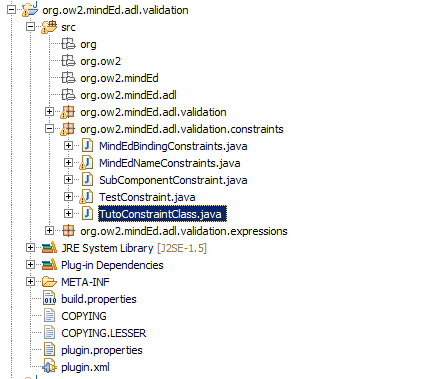 org.ow2.mindEd.adl.validation
src
org
org.ow2
org.ow2.mindEd
org.ow2.mindEd.adl
org.ow2.mindEd.adl.validation
org.ow2.mindEd.adl.validation.constraints
MindEdBindingConstraints.java
MindEdNameConstraints.java
SubComponentConstraint.java
TestConstraint.java
TutoConstraintClass.java
org.ow2.mindEd.adl.validation.expressions
JRE System Library [J2SE-1.5]
Plug-in Dependencies
META-INF
build.properties
COPYING
COPYING.LESSER
plugin.properties
plugin.xml